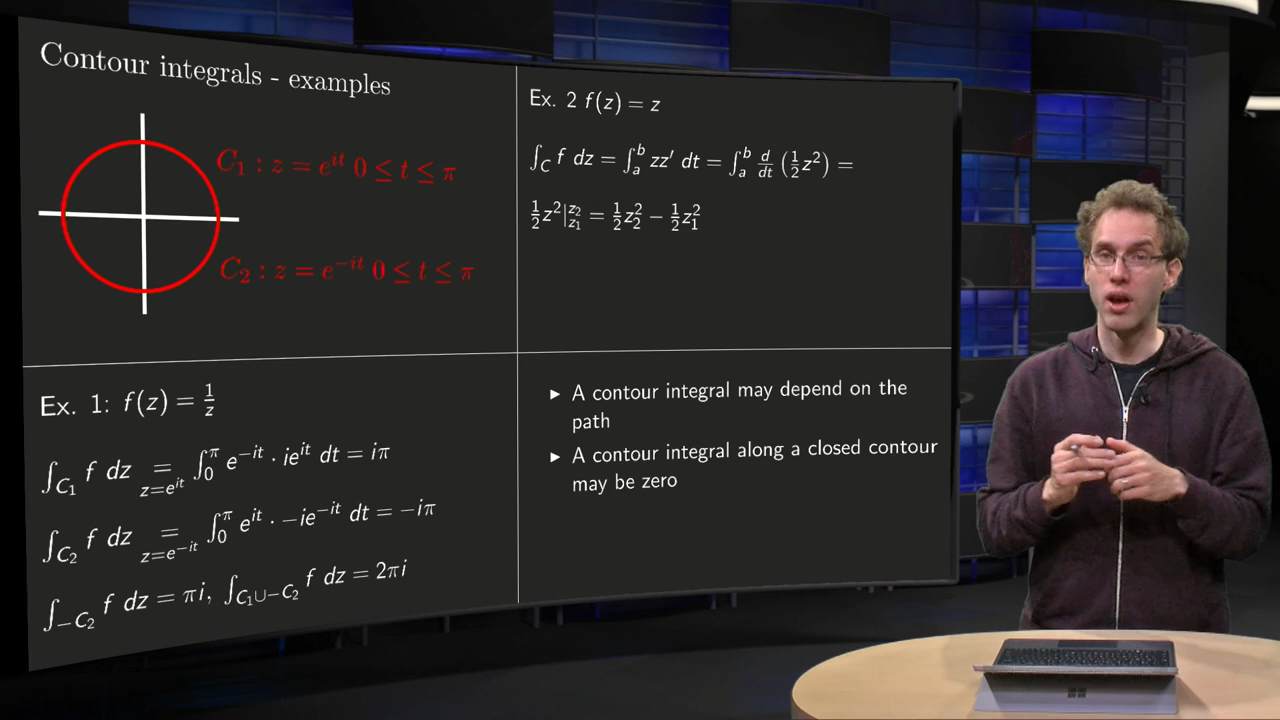 Contour integrals - examples
C₁ : z = e^{it} 0 ≤ t ≤ π
C₂ : z = e^{-it} 0 ≤ t ≤ π
Ex. 2 f(z) = z
∫_C f dz = ∫_a^b zz′ dt = ∫_a^b d/dt (½z²) =
½z²|_{z₁}^{z₂} = ½z₂² − ½z₁²
Ex. 1: f(z) = 1/z
∫_{C₁} f dz =_{z=e^{it}} ∫_0^π e^{-it} · ie^{it} dt = iπ
∫_{C₂} f dz =_{z=e^{-it}} ∫_0^π e^{it} · −ie^{-it} dt = −iπ
∫_{−C₂} f dz = πi, ∫_{C₁∪−C₂} f dz = 2πi
▸ A contour integral may depend on the
path
▸ A contour integral along a closed contour
may be zero